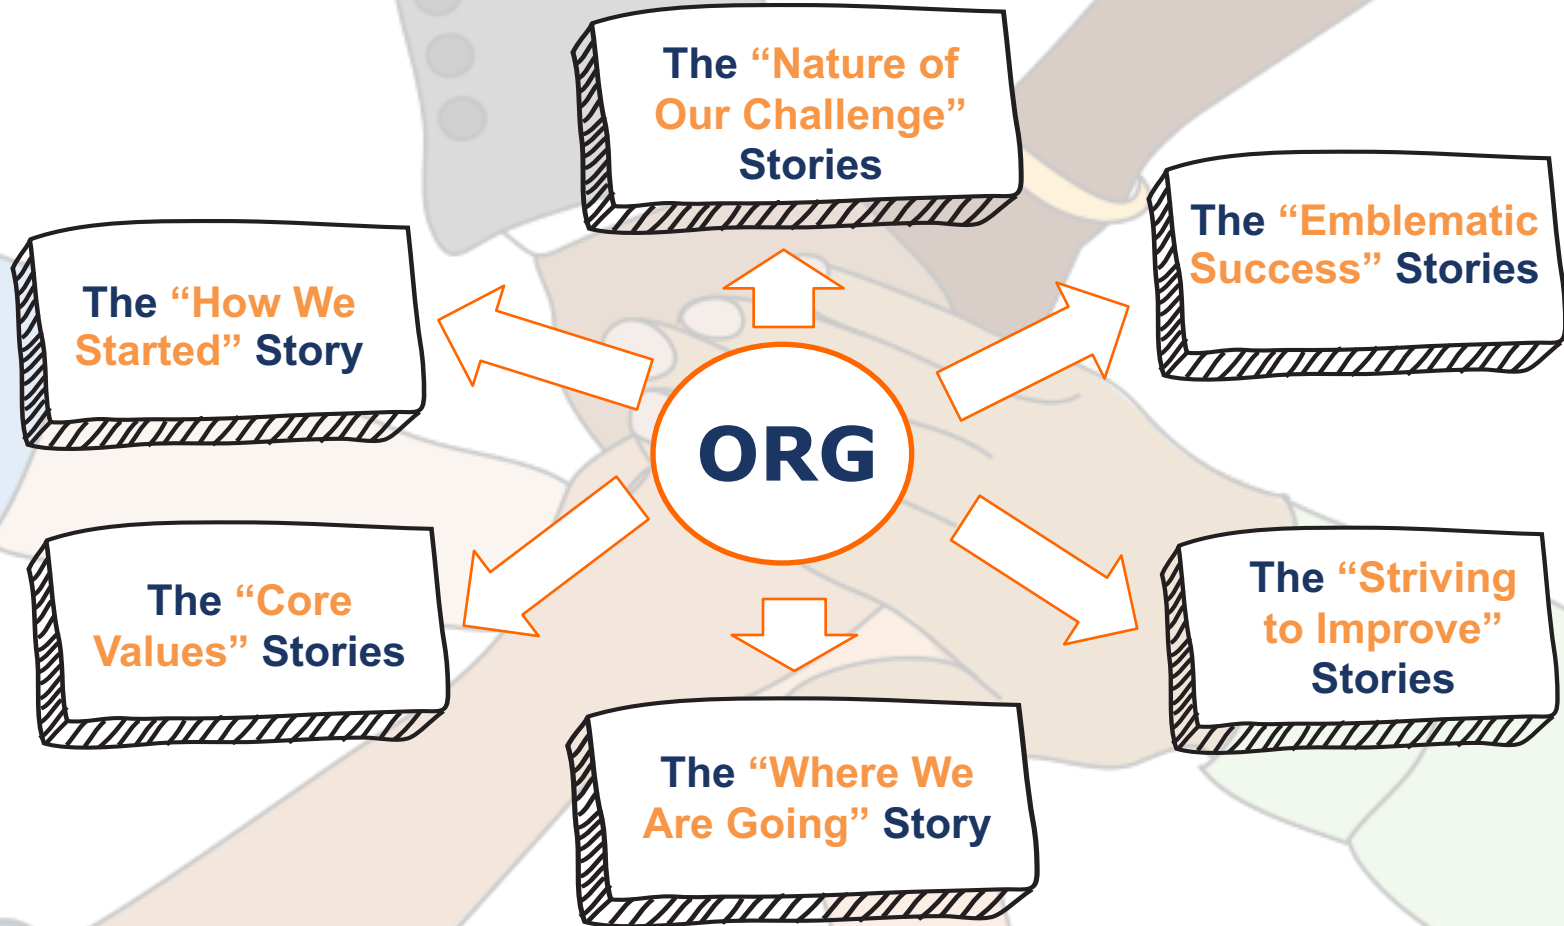 The “Nature of
Our Challenge”
Stories
The “Emblematic
Success” Stories
The “How We
Started” Story
ORG
The “Core
Values” Stories
The “Striving
to Improve”
Stories
The “Where We
Are Going” Story